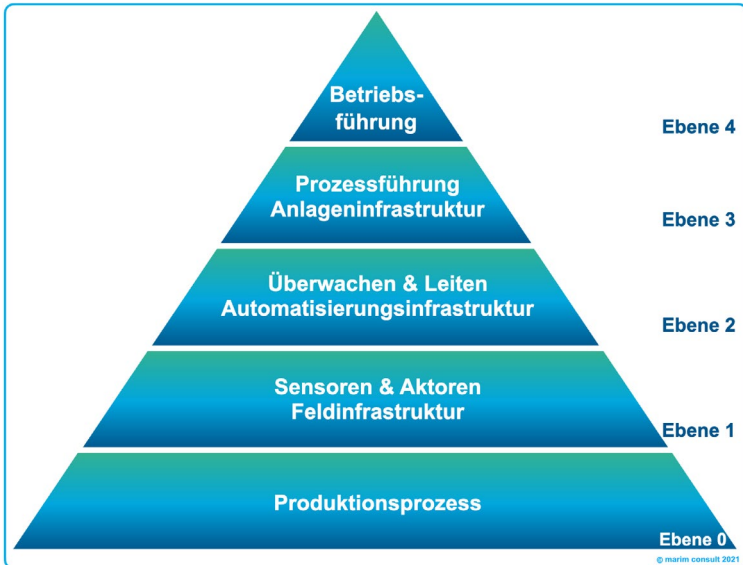 Betriebs-
führung
Ebene 4
Prozessführung
Anlageninfrastruktur
Ebene 3
Überwachen & Leiten
Automatisierungsinfrastruktur
Ebene 2
Sensoren & Aktoren
Feldinfrastruktur
Ebene 1
Produktionsprozess
Ebene 0
© marim consult 2021